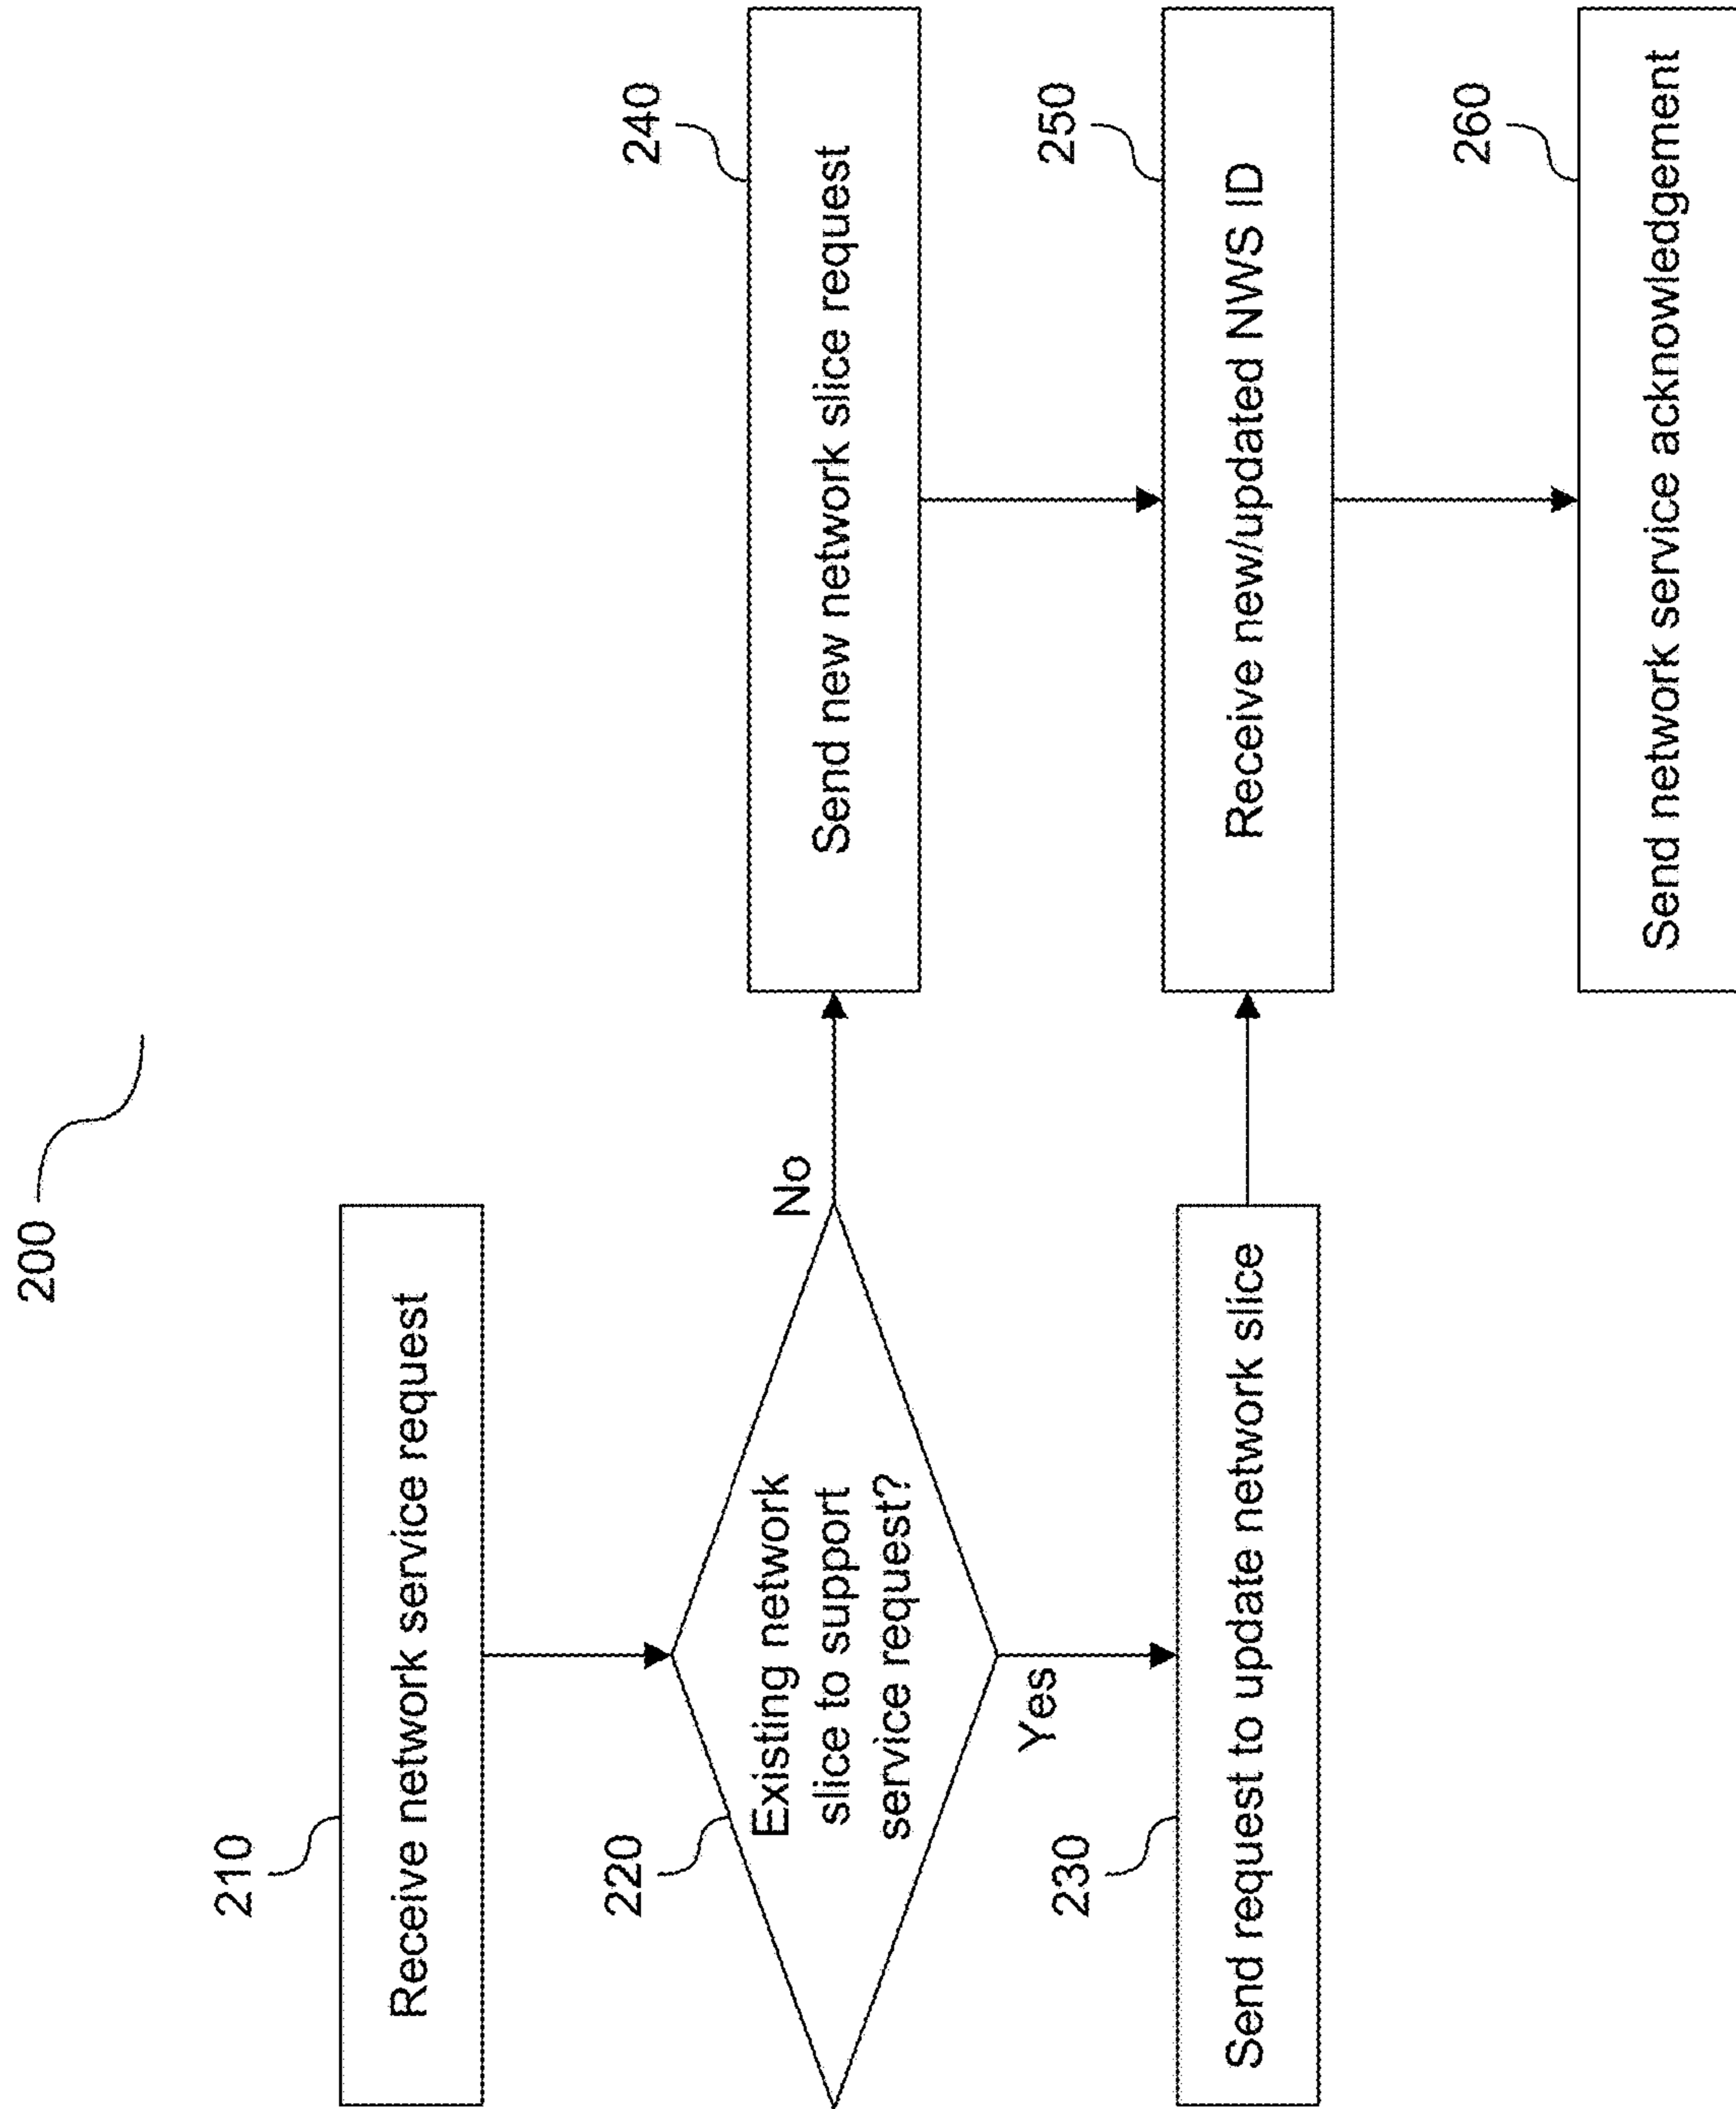 200
210
Receive network service request
220
Existing network
slice to support
service request?
No
Yes
230
Send request to update network slice
240
Send new network slice request
250
Receive new/updated NWS ID
260
Send network service acknowledgement